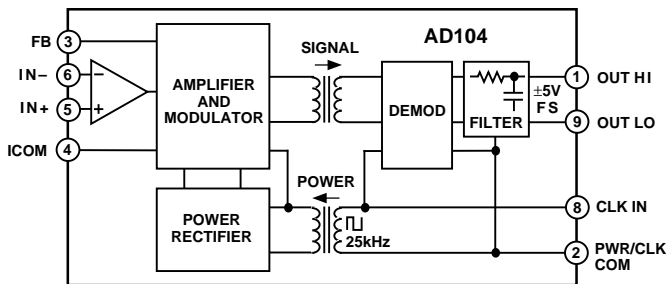 AD104
FB 3
SIGNAL
IN– 6
–
1 OUT HI
AMPLIFIER
AND
MODULATOR
±5V
FS
DEMOD
IN+ 5
+
FILTER
9 OUT LO
ICOM 4
POWER
8 CLK IN
POWER
RECTIFIER
25kHz
2 PWR/CLK
COM